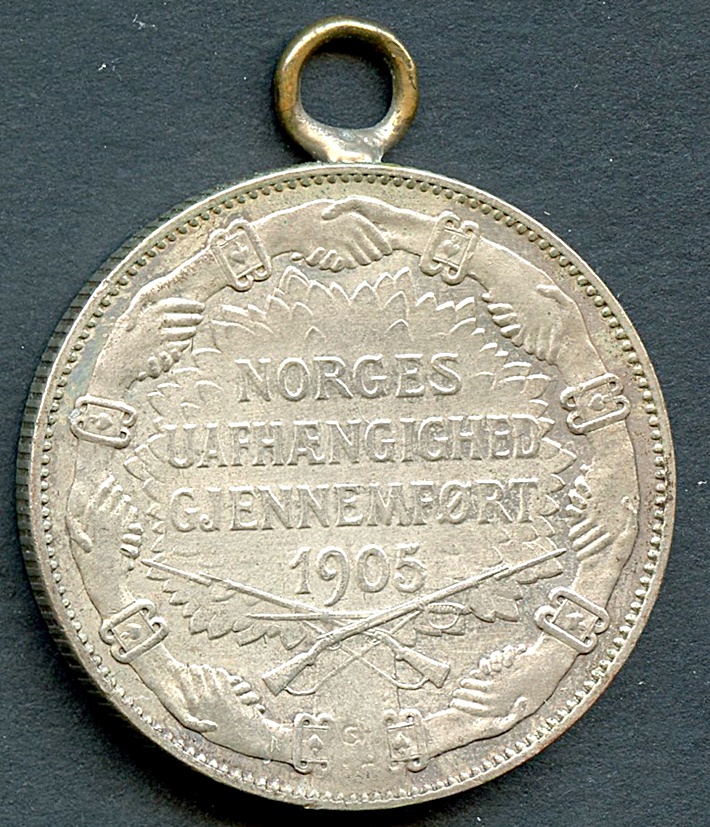 NORGES
UAFHÆNGIGHED
GJENNEMFØRT
1905